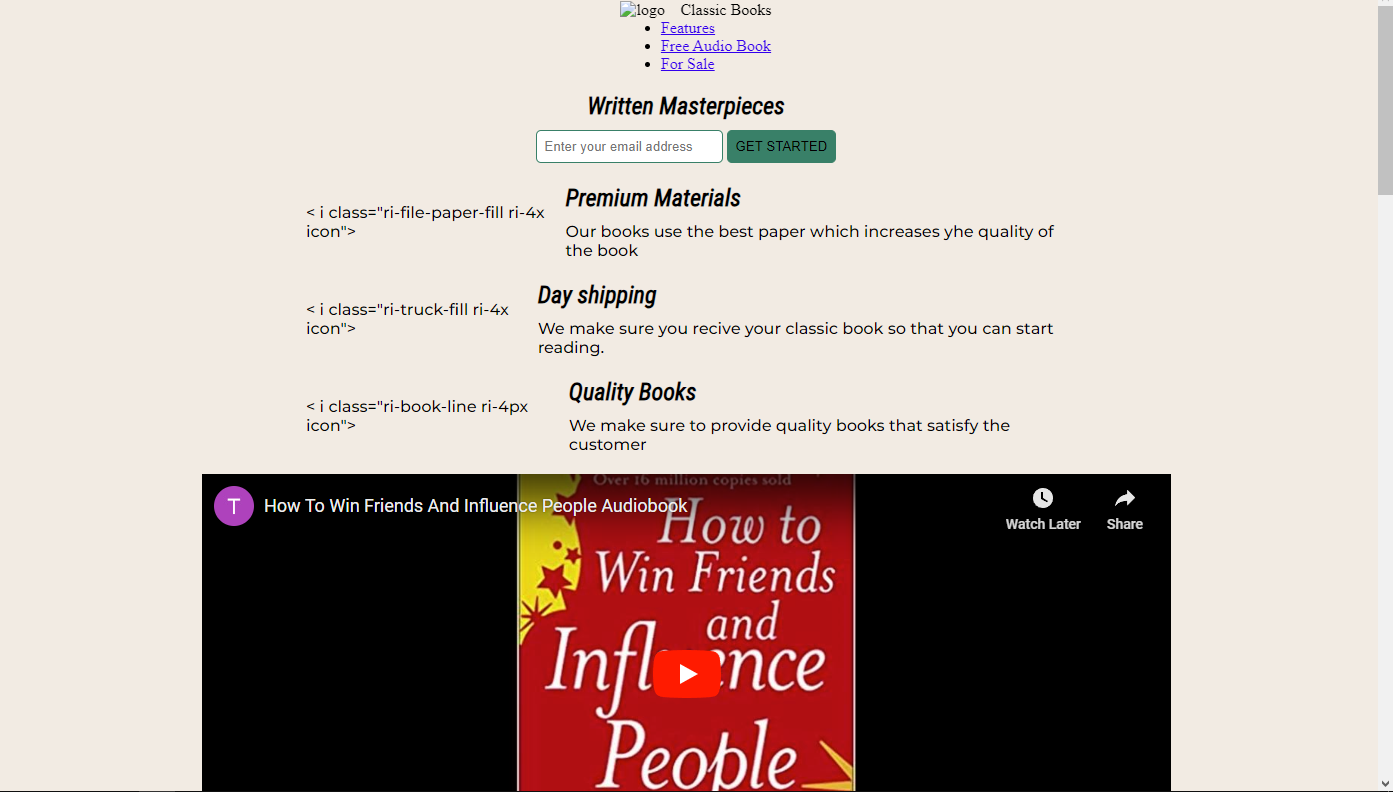 logo Classic Books
Features
Free Audio Book
For Sale
Written Masterpieces
Enter your email address GET STARTED
< i class="ri-file-paper-fill ri-4x
icon">
Premium Materials
Our books use the best paper which increases yhe quality of
the book
< i class="ri-truck-fill ri-4x
icon">
Day shipping
We make sure you recive your classic book so that you can start
reading.
< i class="ri-book-line ri-4px
icon">
Quality Books
We make sure to provide quality books that satisfy the
customer
T How To Win Friends And Influence People Audiobook
Watch Later Share
Over 16 million copies sold
How to
Win Friends
and
Influence
People